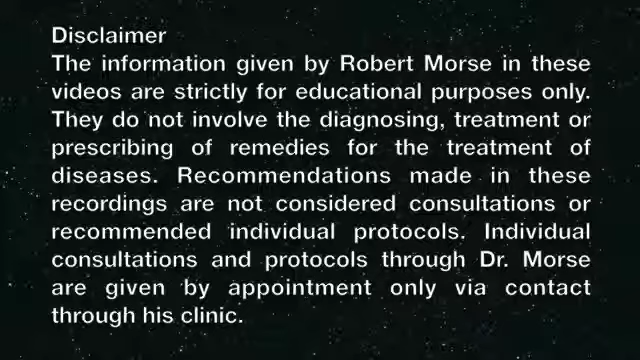 Disclaimer
The information given by Robert Morse in these
videos are strictly for educational purposes only.
They do not involve the diagnosing, treatment or
prescribing of remedies for the treatment of
diseases. Recommendations made in these
recordings are not considered consultations or
recommended individual protocols. Individual
consultations and protocols through Dr. Morse
are given by appointment only via contact
through his clinic.